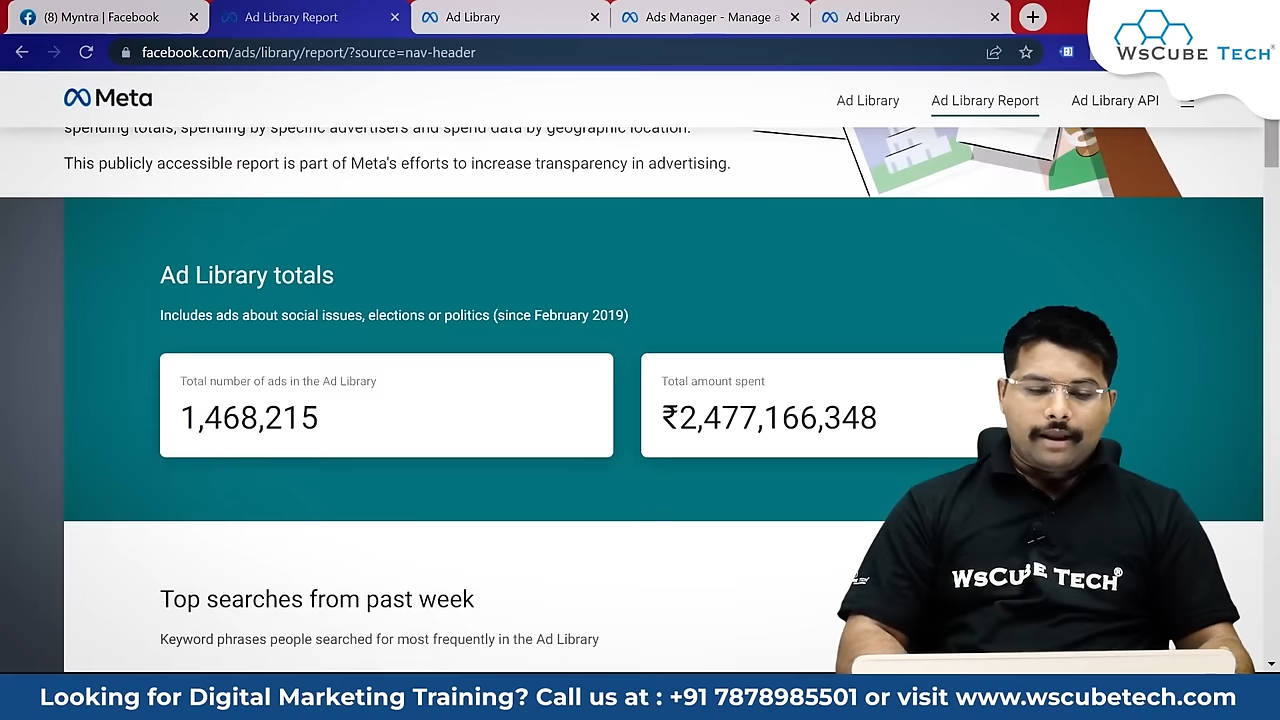 (8) Myntra | Facebook
Ad Library Report
Ad Library
Ads Manager - Manage a
Ad Library
WsCube Tech®
facebook.com/ads/library/report/?source=nav-header
Meta
Ad Library
Ad Library Report
Ad Library API
spending totals, spending by specific advertisers and spend data by geographic location.
This publicly accessible report is part of Meta's efforts to increase transparency in advertising.
Ad Library totals
Includes ads about social issues, elections or politics (since February 2019)
Total number of ads in the Ad Library
1,468,215
Total amount spent
₹2,477,166,348
WsCube Tech®
Top searches from past week
Keyword phrases people searched for most frequently in the Ad Library
Looking for Digital Marketing Training? Call us at : +91 7878985501 or visit www.wscubetech.com